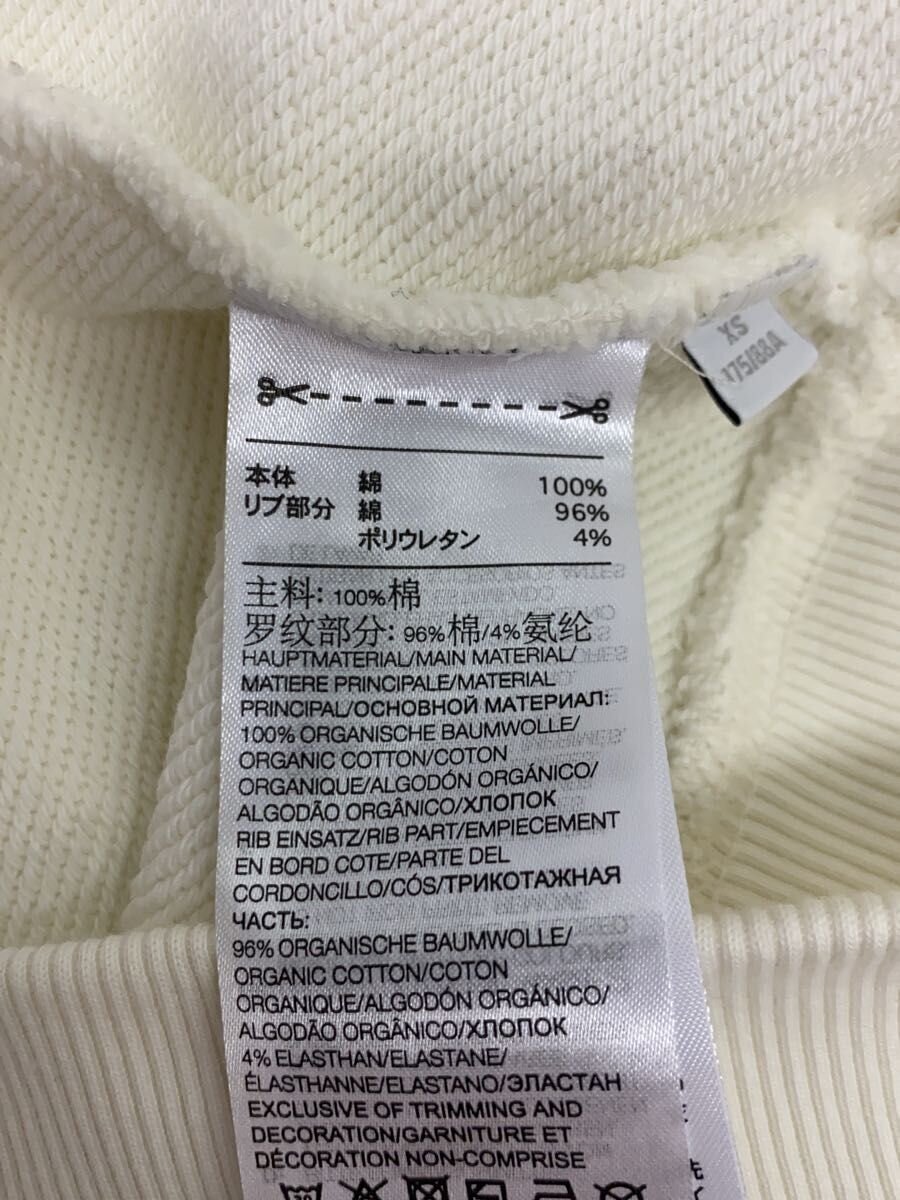 XS
175/88A
本体 綿 100%
リブ部分 綿 96%
ポリウレタン 4%
主料: 100%棉
罗纹部分: 96%棉/4%氨纶
HAUPTMATERIAL/MAIN MATERIAL/
MATIERE PRINCIPALE/MATERIAL
PRINCIPAL/ОСНОВНОЙ МАТЕРИАЛ:
100% ORGANISCHE BAUMWOLLE/
ORGANIC COTTON/COTON
ORGANIQUE/ALGODÓN ORGÁNICO/
ALGODÃO ORGÂNICO/ХЛОПОК
RIB EINSATZ/RIB PART/EMPIECEMENT
EN BORD COTE/PARTE DEL
CORDONCILLO/CÓS/ТРИКОТАЖНАЯ
ЧАСТЬ:
96% ORGANISCHE BAUMWOLLE/
ORGANIC COTTON/COTON
ORGANIQUE/ALGODÓN ORGÁNICO/
ALGODÃO ORGÂNICO/ХЛОПОК
4% ELASTHAN/ELASTANE/
ÉLASTHANNE/ELASTANO/ЭЛАСТАН
EXCLUSIVE OF TRIMMING AND
DECORATION/GARNITURE ET
DÉCORATION NON-COMPRISE